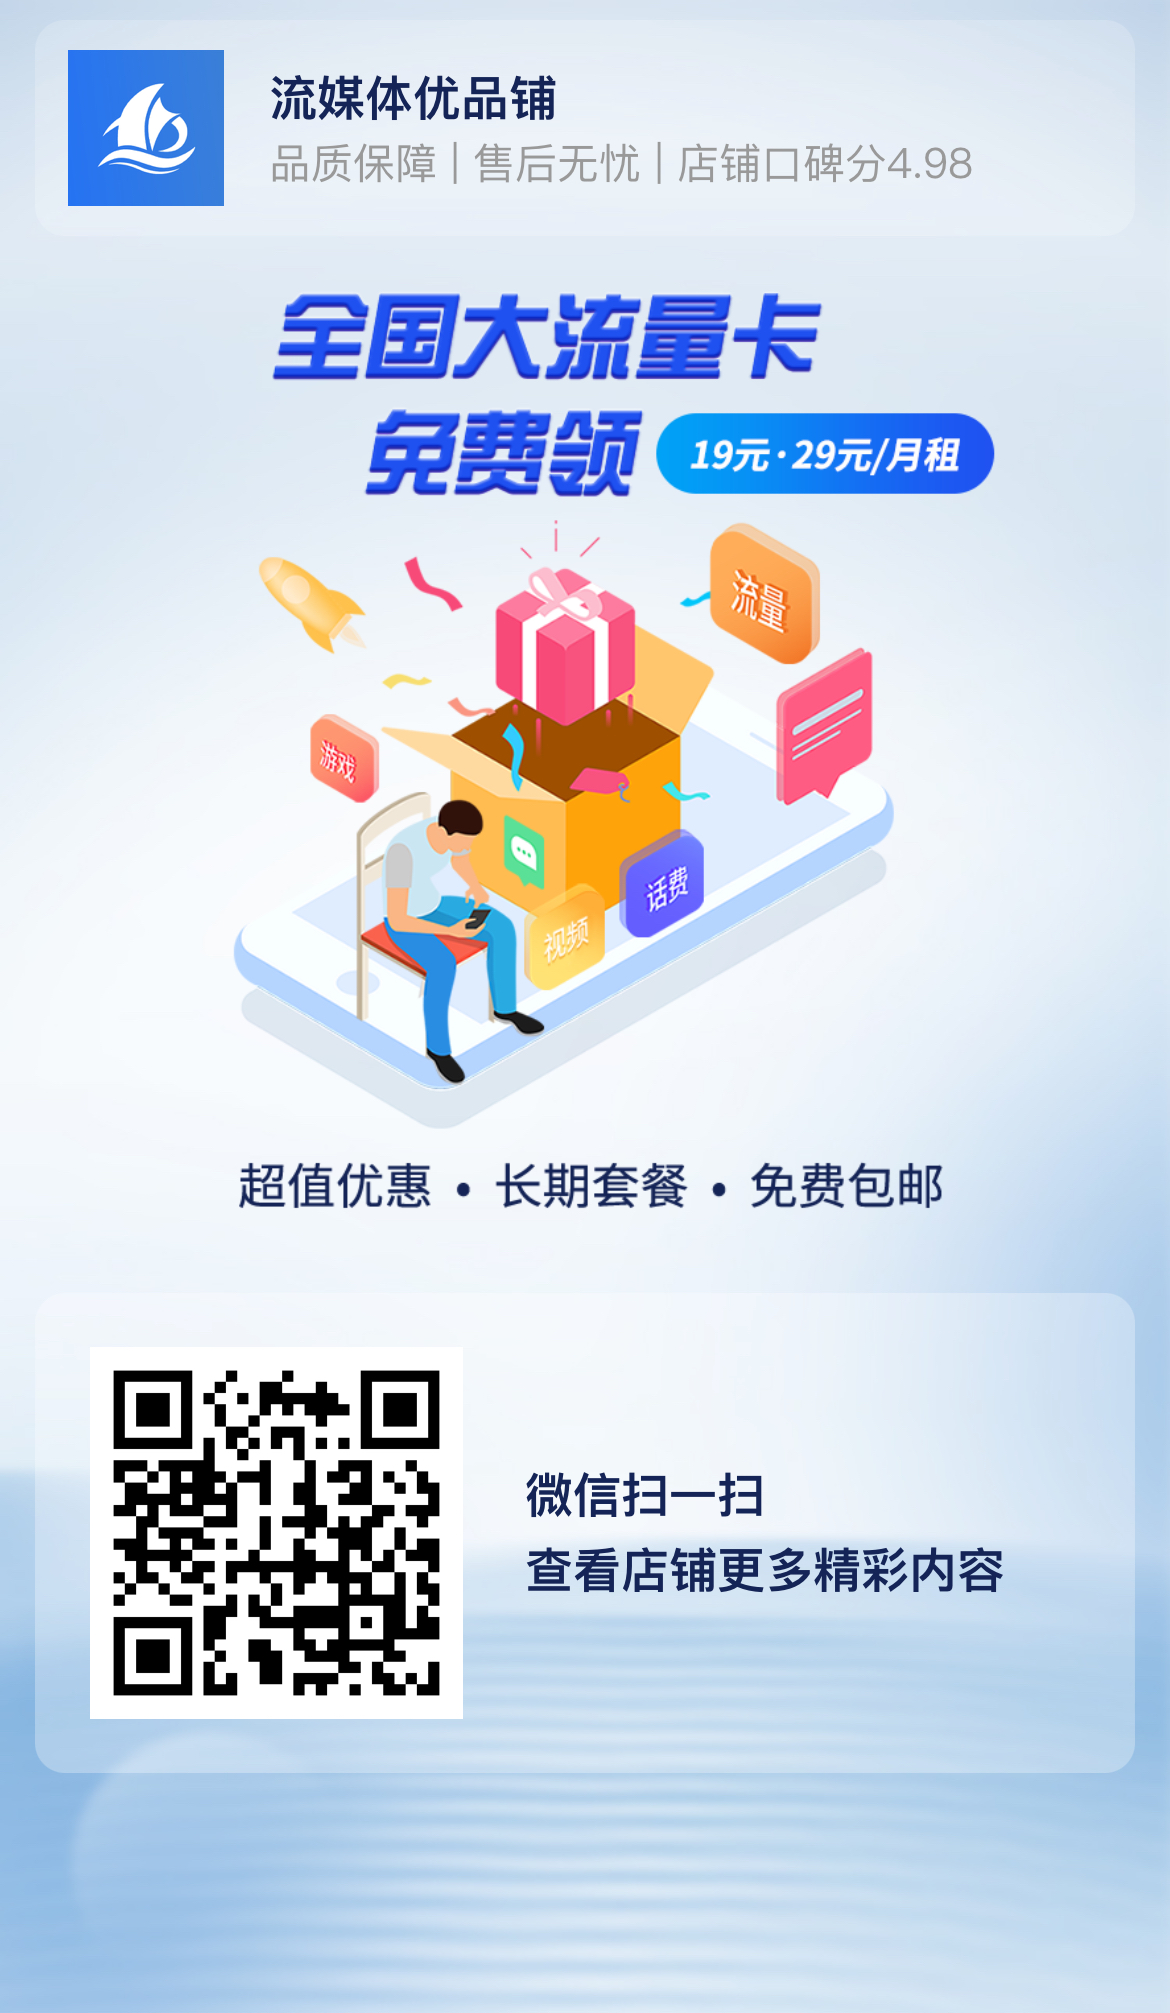 流媒体优品铺
品质保障 | 售后无忧 | 店铺口碑分4.98
全国大流量卡
免费领
19元·29元/月租
流量
游戏
话费
视频
超值优惠 • 长期套餐 • 免费包邮
微信扫一扫
查看店铺更多精彩内容